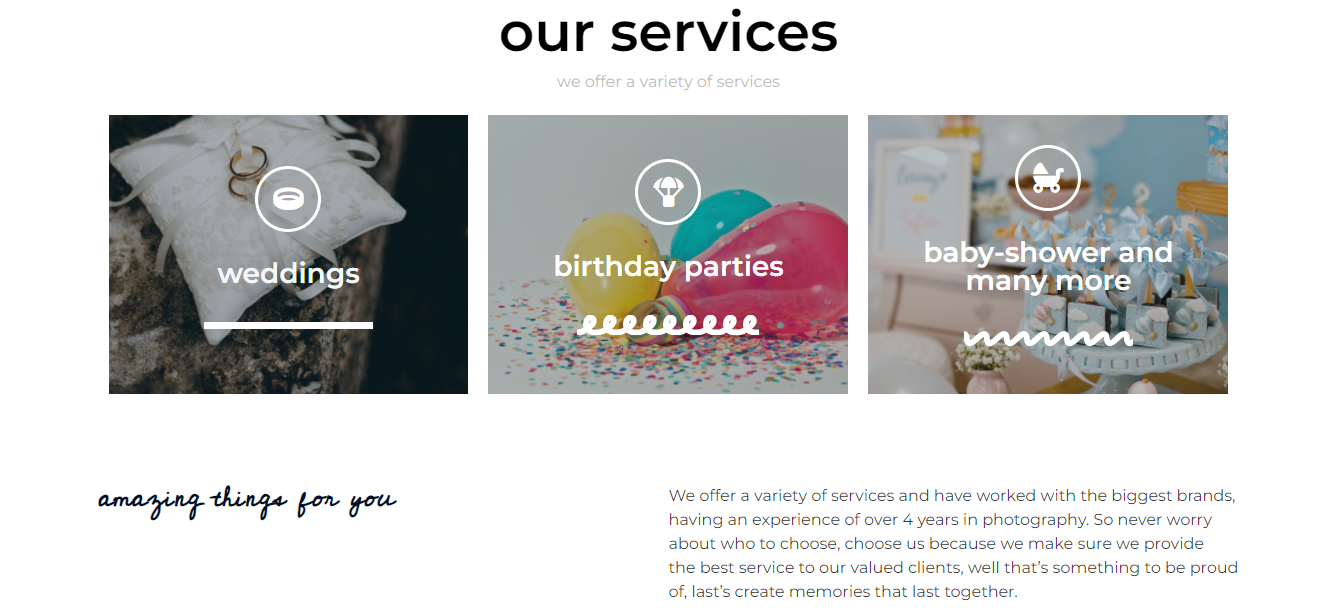 our services
we offer a variety of services
weddings
birthday parties
baby-shower and
many more
amazing things for you
We offer a variety of services and have worked with the biggest brands,
having an experience of over 4 years in photography. So never worry
about who to choose, choose us because we make sure we provide
the best service to our valued clients, well that’s something to be proud
of, last’s create memories that last together.